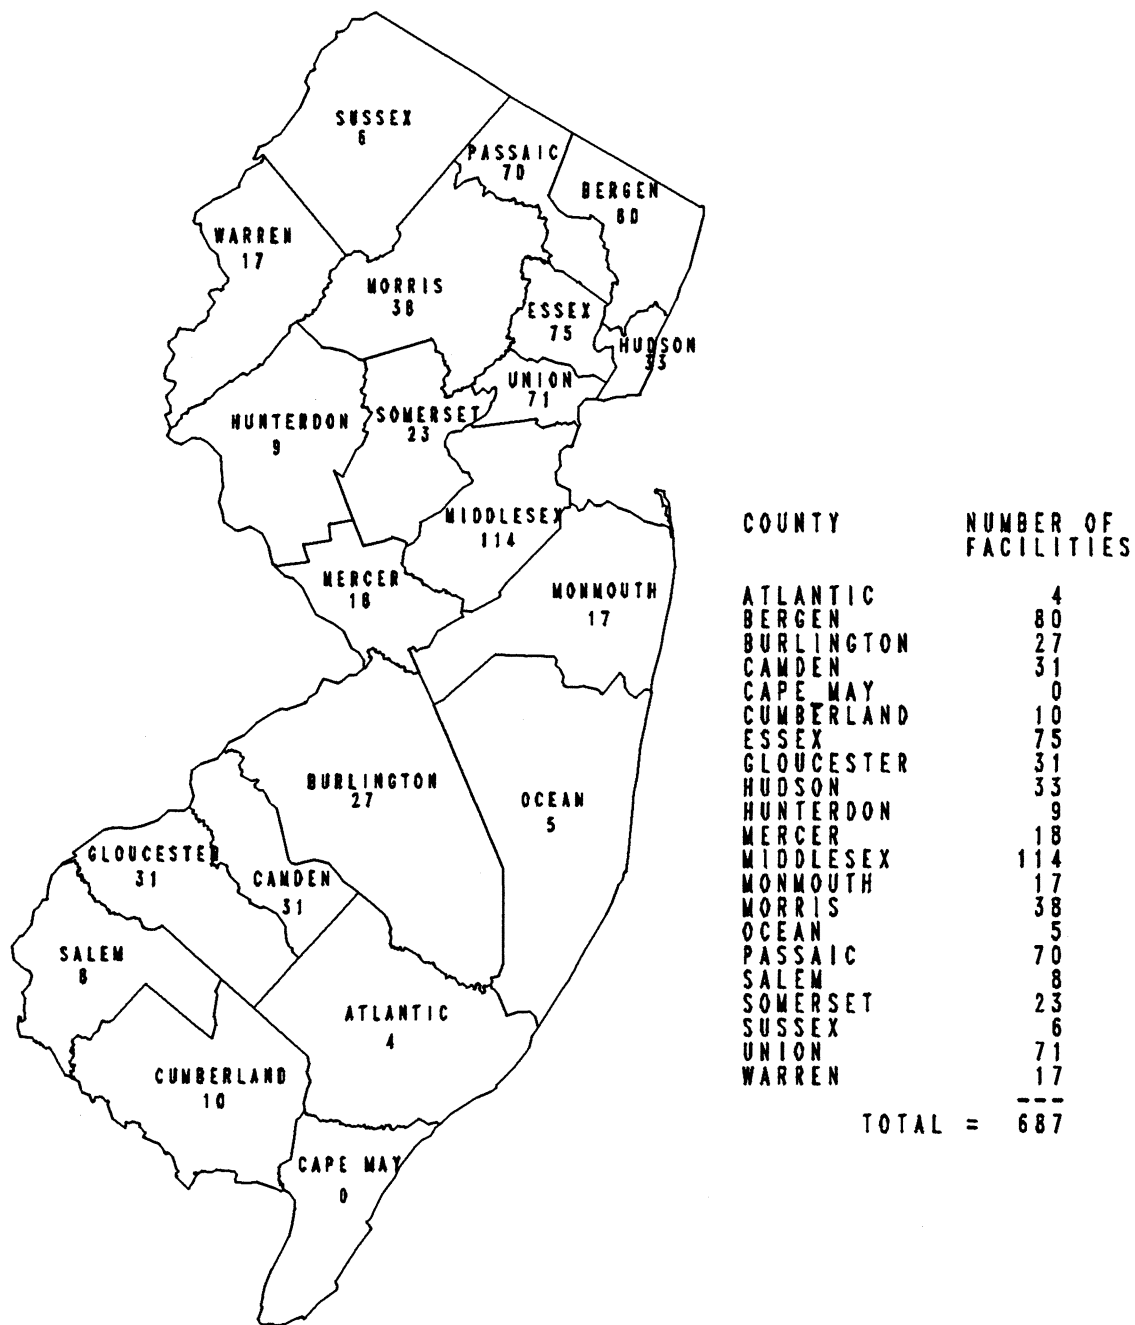 SUSSEX
6
PASSAIC
70
BERGEN
80
WARREN
17
MORRIS
38
ESSEX
75
HUDSON
33
UNION
71
HUNTERDON
9
SOMERSET
23
MIDDLESEX
114
MERCER
18
MONMOUTH
17
BURLINGTON
27
OCEAN
5
GLOUCESTER
31
CAMDEN
31
SALEM
8
ATLANTIC
4
CUMBERLAND
10
CAPE MAY
0
COUNTY NUMBER OF
FACILITIES
ATLANTIC 4
BERGEN 80
BURLINGTON 27
CAMDEN 31
CAPE_MAY 0
CUMBERLAND 10
ESSEX 75
GLOUCESTER 31
HUDSON 33
HUNTERDON 9
MERCER 18
MIDDLESEX 114
MONMOUTH 17
MORRIS 38
OCEAN 5
PASSAIC 70
SALEM 8
SOMERSET 23
SUSSEX 6
UNION 71
WARREN 17
---
TOTAL = 687